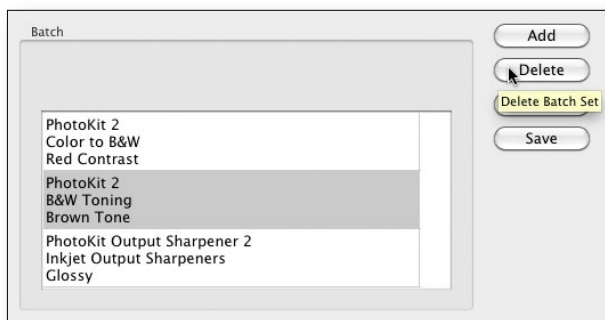 Batch
Add
Delete
Delete Batch Set
Save
PhotoKit 2
Color to B&W
Red Contrast
PhotoKit 2
B&W Toning
Brown Tone
PhotoKit Output Sharpener 2
Inkjet Output Sharpeners
Glossy